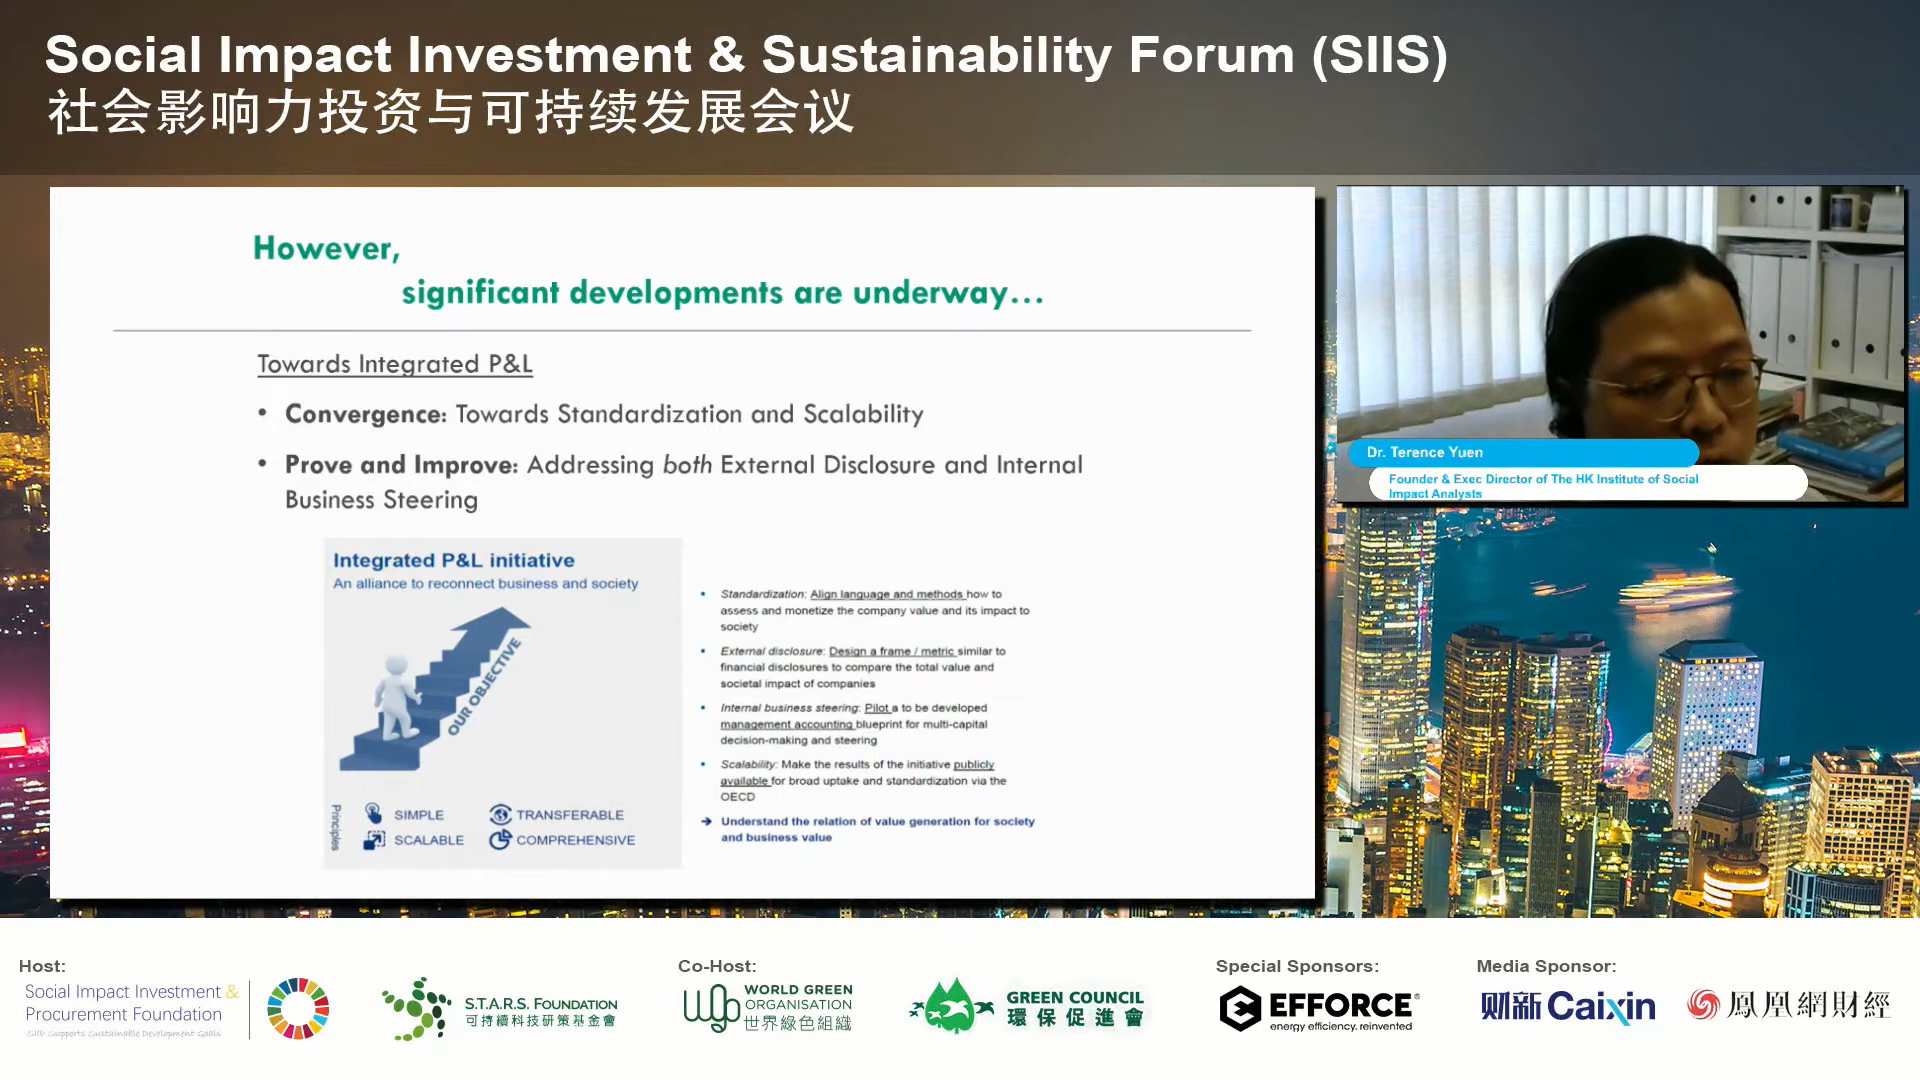 Social Impact Investment & Sustainability Forum (SIIS)
社会影响力投资与可持续发展会议
However,
significant developments are underway...
Towards Integrated P&L
• Convergence: Towards Standardization and Scalability
• Prove and Improve: Addressing both External Disclosure and Internal
Business Steering
Integrated P&L initiative
An alliance to reconnect business and society
OUR OBJECTIVE
Principles
SIMPLE
TRANSFERABLE
SCALABLE
COMPREHENSIVE
• Standardization: Align language and methods how to
assess and monetize the company value and its impact to
society
• External disclosure: Design a frame / metric similar to
financial disclosures to compare the total value and
societal impact of companies
• Internal business steering: Pilot a to be developed
management accounting blueprint for multi-capital
decision-making and steering
• Scalability: Make the results of the initiative publicly
available for broad uptake and standardization via the
OECD
➔ Understand the relation of value generation for society
and business value
Dr. Terence Yuen
Founder & Exec Director of The HK Institute of Social
Impact Analysts
Host:
Social Impact Investment &
Procurement Foundation
SIIP Supports Sustainable Development Goals
S.T.A.R.S. FOUNDATION
可持續科技研策基金會
Co-Host:
WORLD GREEN
ORGANISATION
世界綠色組織
GREEN COUNCIL
環保促進會
Special Sponsors:
EFFORCE®
energy efficiency. reinvented
Media Sponsor:
财新 Caixin
鳳凰網財經